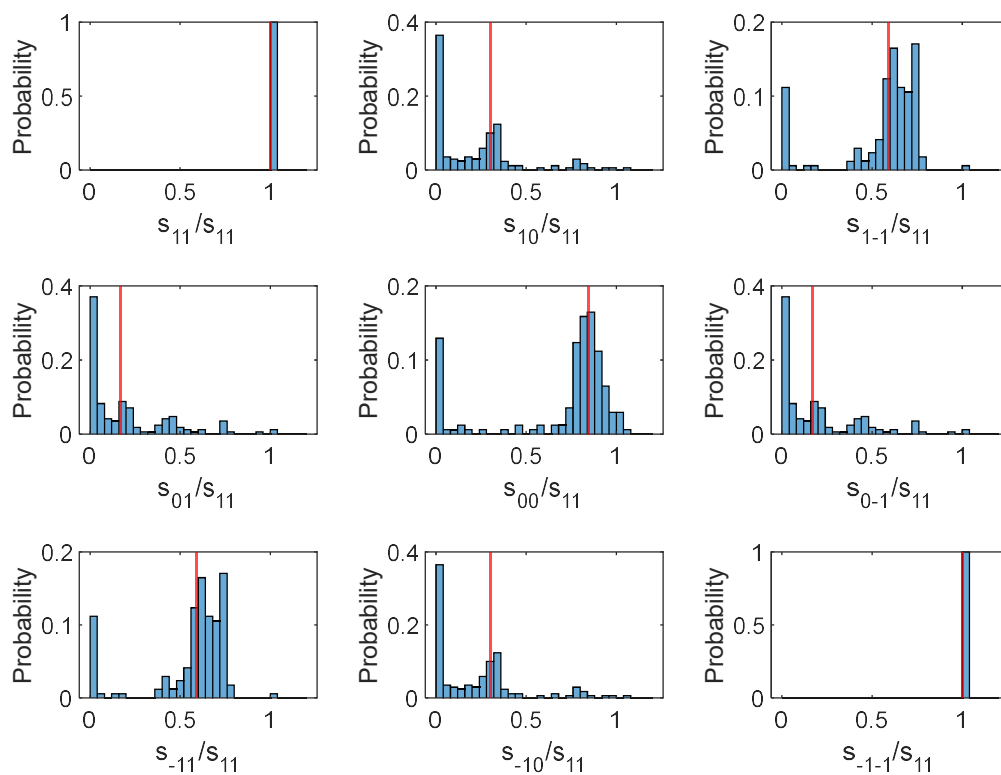 1
0.5
0
Probability
0 0.5 1
s11/s11
0.4
0.2
0
Probability
0 0.5 1
s10/s11
0.2
0.1
0
Probability
0 0.5 1
s1-1/s11
0.4
0.2
0
Probability
0 0.5 1
s01/s11
0.2
0.1
0
Probability
0 0.5 1
s00/s11
0.4
0.2
0
Probability
0 0.5 1
s0-1/s11
0.2
0.1
0
Probability
0 0.5 1
s-11/s11
0.4
0.2
0
Probability
0 0.5 1
s-10/s11
1
0.5
0
Probability
0 0.5 1
s-1-1/s11